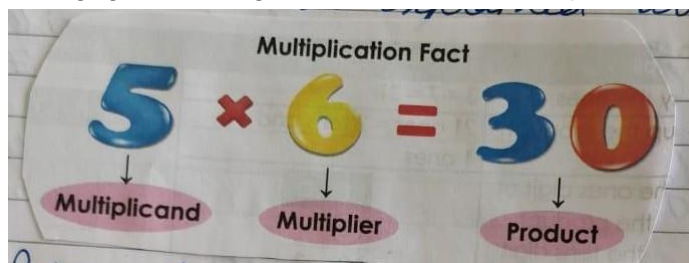 Multiplication Fact
5 × 6 = 30
Multiplicand
Multiplier
Product